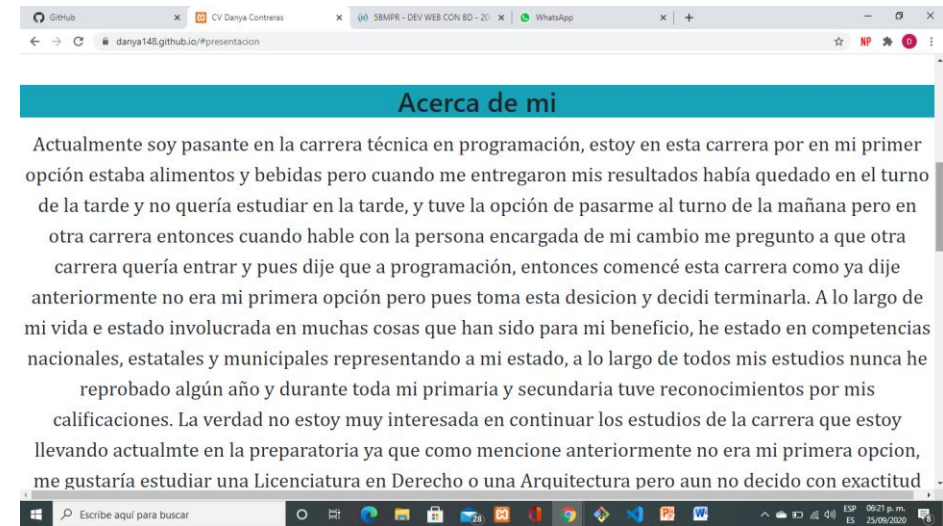 GitHub
CV Danya Contreras
5BMPR - DEV WEB CON BD - 20
WhatsApp
danya148.github.io/#presentacion
NP
D
Acerca de mi
Actualmente soy pasante en la carrera técnica en programación, estoy en esta carrera por en mi primer
opción estaba alimentos y bebidas pero cuando me entregaron mis resultados había quedado en el turno
de la tarde y no quería estudiar en la tarde, y tuve la opción de pasarme al turno de la mañana pero en
otra carrera entonces cuando hable con la persona encargada de mi cambio me pregunto a que otra
carrera quería entrar y pues dije que a programación, entonces comencé esta carrera como ya dije
anteriormente no era mi primera opción pero pues toma esta desicion y decidi terminarla. A lo largo de
mi vida e estado involucrada en muchas cosas que han sido para mi beneficio, he estado en competencias
nacionales, estatales y municipales representando a mi estado, a lo largo de todos mis estudios nunca he
reprobado algún año y durante toda mi primaria y secundaria tuve reconocimientos por mis
calificaciones. La verdad no estoy muy interesada en continuar los estudios de la carrera que estoy
llevando actualmte en la preparatoria ya que como mencione anteriormente no era mi primera opcion,
me gustaría estudiar una Licenciatura en Derecho o una Arquitectura pero aun no decido con exactitud
Escribe aquí para buscar
28
ESP
ES
06:21 p. m.
25/09/2020